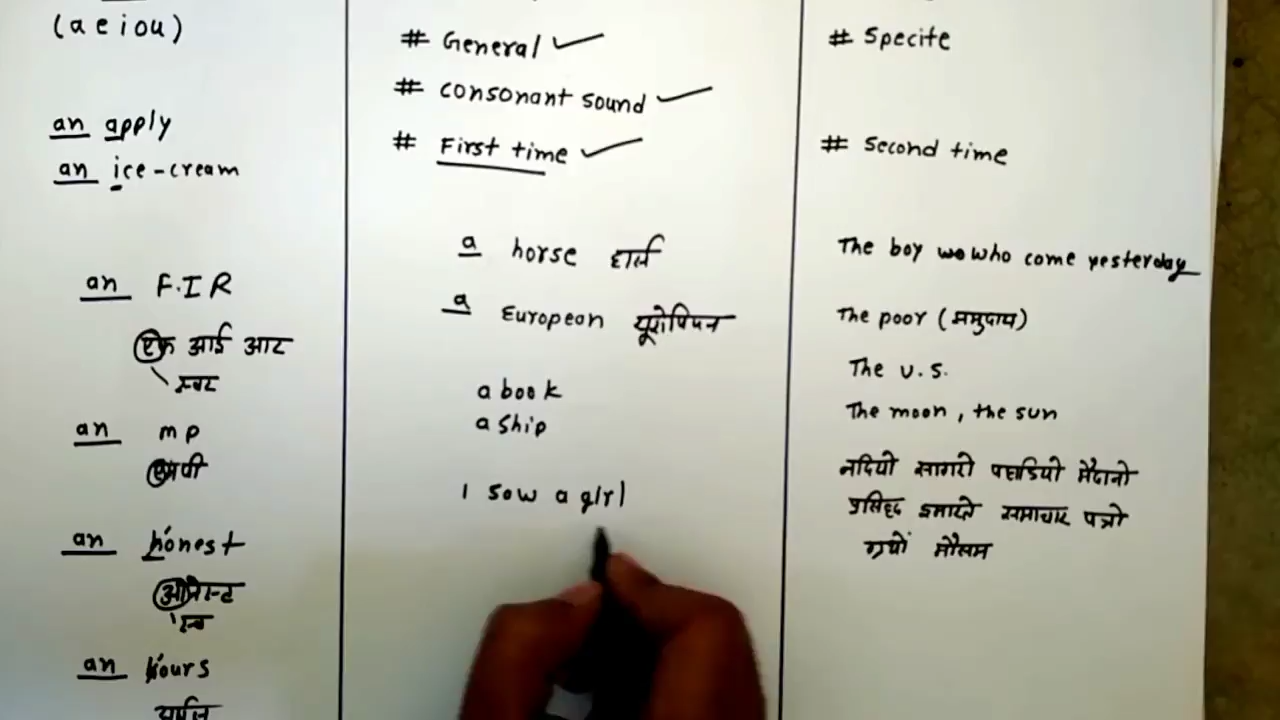 (a e i o u)
an apply
an ice-cream
an F.I R
एफ आई आर
स्वर
an mp
एमपी
an honest
ऑनेस्ट
स्व
an hours
# General
# consonant sound
# First time
a horse हार्स
a European यूरोपियन
a book
a ship
I sow a girl
# Specite
# Second time
The boy wo who come yesterday
The poor (समुदाय)
The U.S.
The moon, the sun
नदियो सागरो पहाडियो मैदानो
प्रसिद्द इमारते समाचार पत्रो
ग्रथों मौसम